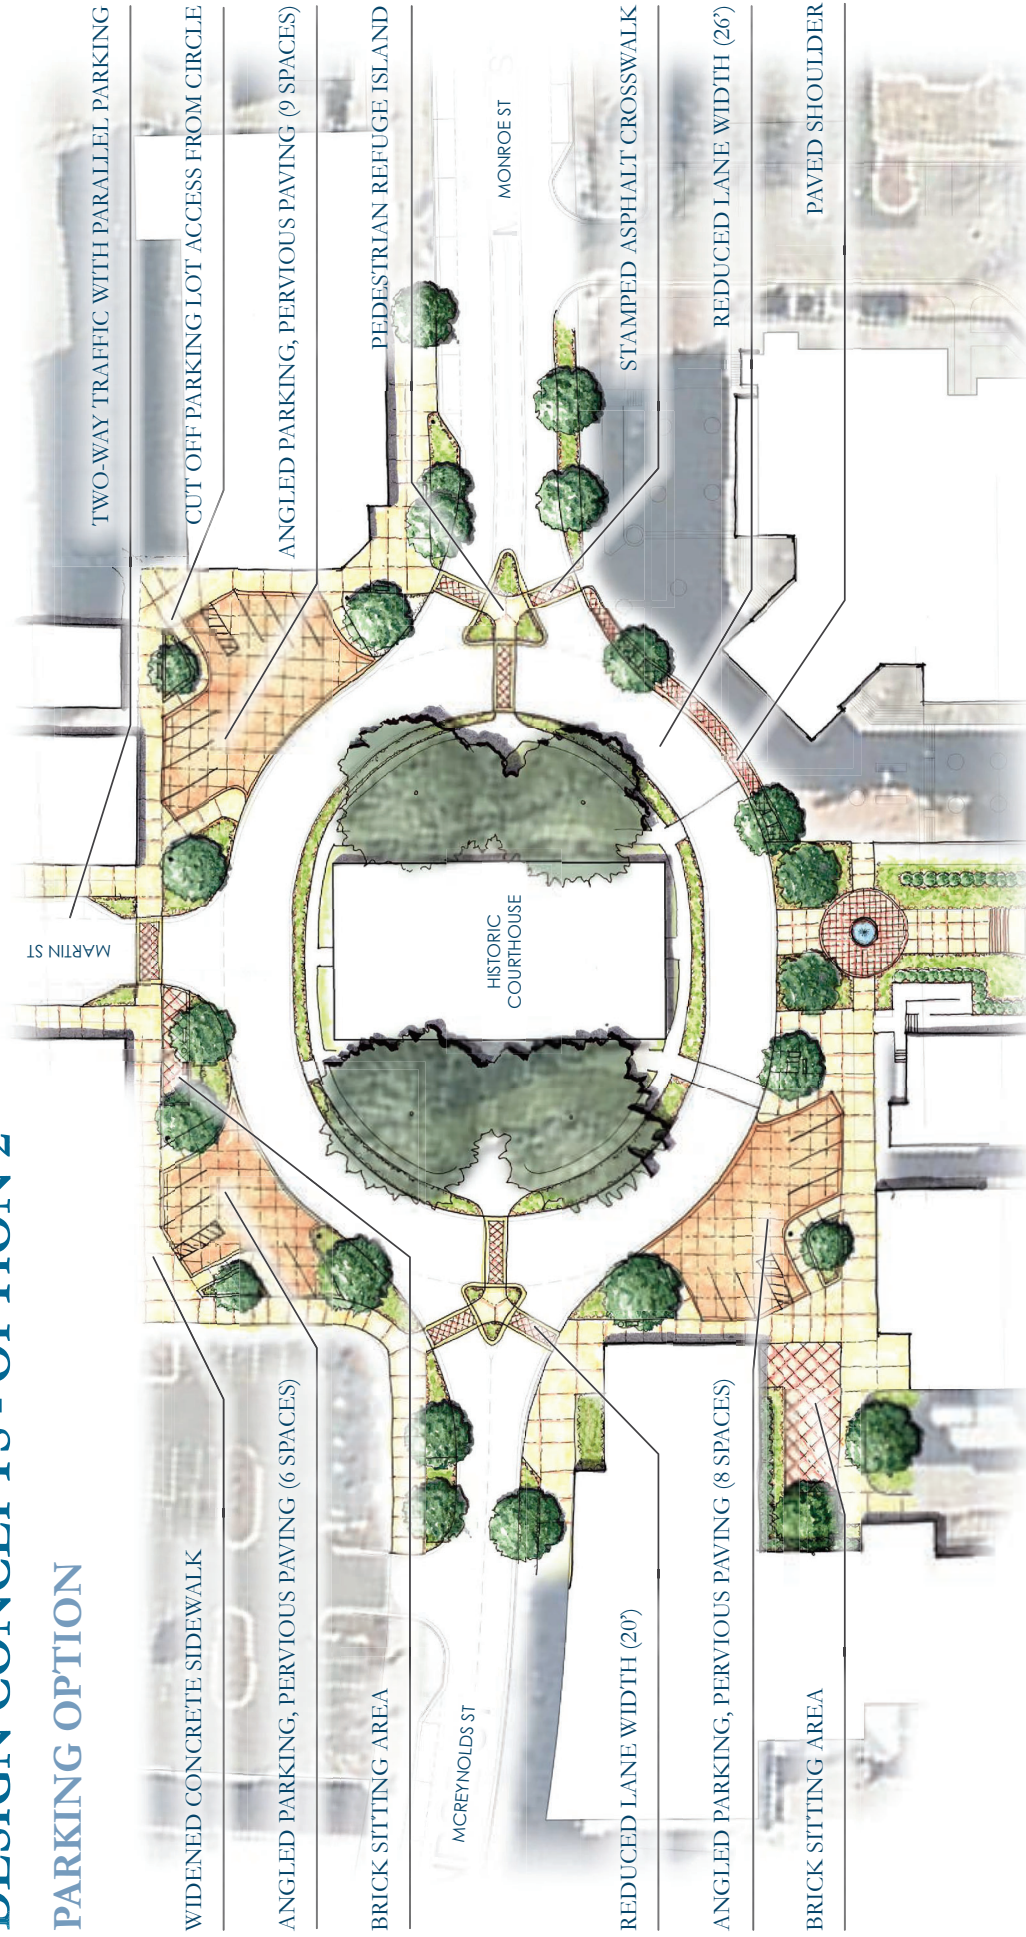 DESIGN CONCEPTS: OPTION 2
PARKING OPTION
WIDENED CONCRETE SIDEWALK
ANGLED PARKING, PERVIOUS PAVING (6 SPACES)
BRICK SITTING AREA
MCREYNOLDS ST
REDUCED LANE WIDTH (20')
ANGLED PARKING, PERVIOUS PAVING (8 SPACES)
BRICK SITTING AREA
MARTIN ST
HISTORIC
COURTHOUSE
TWO-WAY TRAFFIC WITH PARALLEL PARKING
CUT OFF PARKING LOT ACCESS FROM CIRCLE
ANGLED PARKING, PERVIOUS PAVING (9 SPACES)
PEDESTRIAN REFUGE ISLAND
MONROE ST
STAMPED ASPHALT CROSSWALK
REDUCED LANE WIDTH (26')
PAVED SHOULDER